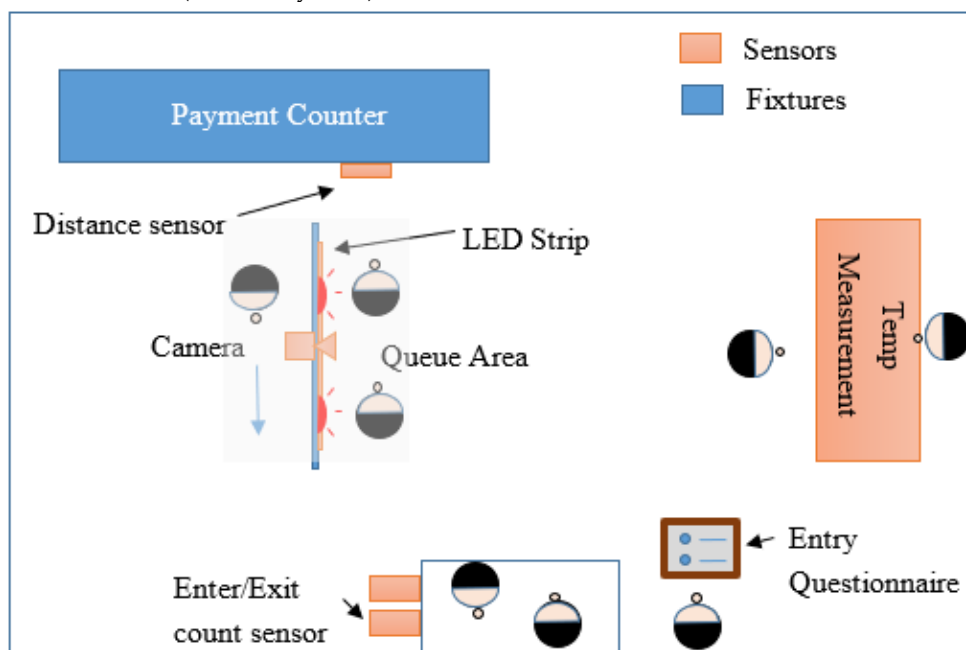 Sensors
Fixtures
Payment Counter
Distance sensor
LED Strip
Camera
Queue Area
Temp
Measurement
Entry
Questionnaire
Enter/Exit
count sensor